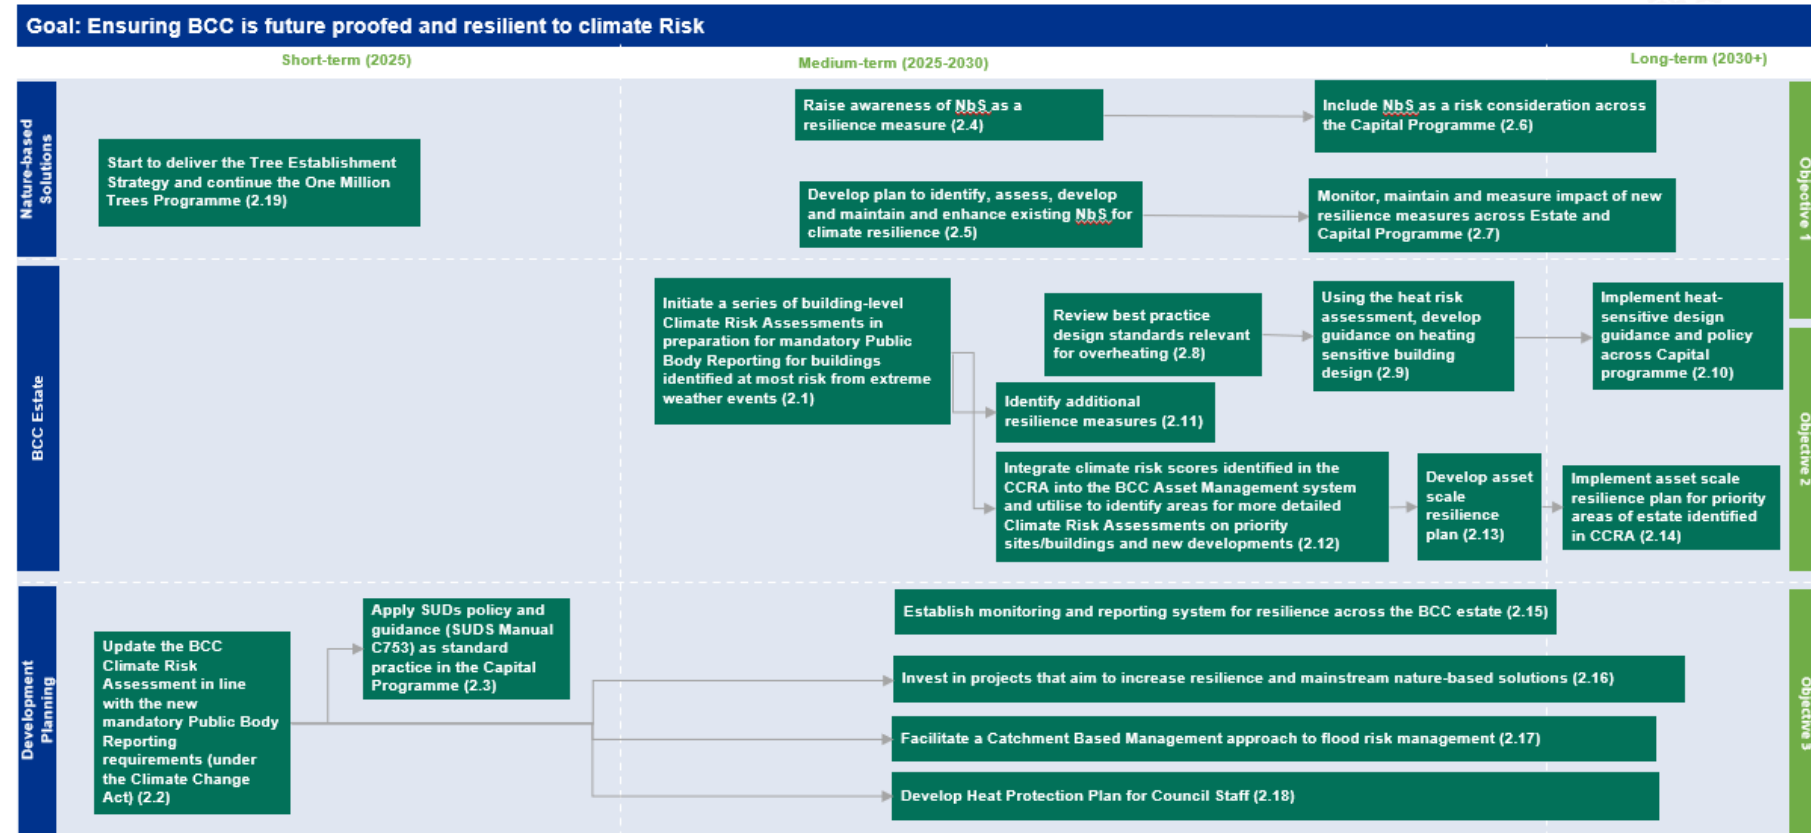 Goal: Ensuring BCC is future proofed and resilient to climate Risk
Short-term (2025)
Medium-term (2025-2030)
Long-term (2030+)
Nature-based
Solutions
Start to deliver the Tree Establishment
Strategy and continue the One Million
Trees Programme (2.19)
Raise awareness of NbS as a
resilience measure (2.4)
Include NbS as a risk consideration across
the Capital Programme (2.6)
Develop plan to identify, assess, develop
and maintain and enhance existing NbS for
climate resilience (2.5)
Monitor, maintain and measure impact of new
resilience measures across Estate and
Capital Programme (2.7)
Objective 1
BCC Estate
Initiate a series of building-level
Climate Risk Assessments in
preparation for mandatory Public
Body Reporting for buildings
identified at most risk from extreme
weather events (2.1)
Review best practice
design standards relevant
for overheating (2.8)
Using the heat risk
assessment, develop
guidance on heating
sensitive building
design (2.9)
Implement heat-
sensitive design
guidance and policy
across Capital
programme (2.10)
Identify additional
resilience measures (2.11)
Integrate climate risk scores identified in the
CCRA into the BCC Asset Management system
and utilise to identify areas for more detailed
Climate Risk Assessments on priority
sites/buildings and new developments (2.12)
Develop asset
scale
resilience
plan (2.13)
Implement asset scale
resilience plan for priority
areas of estate identified
in CCRA (2.14)
Objective 2
Development
Planning
Update the BCC
Climate Risk
Assessment in line
with the new
mandatory Public Body
Reporting
requirements (under
the Climate Change
Act) (2.2)
Apply SUDs policy and
guidance (SUDS Manual
C753) as standard
practice in the Capital
Programme (2.3)
Establish monitoring and reporting system for resilience across the BCC estate (2.15)
Invest in projects that aim to increase resilience and mainstream nature-based solutions (2.16)
Facilitate a Catchment Based Management approach to flood risk management (2.17)
Develop Heat Protection Plan for Council Staff (2.18)
Objective 3